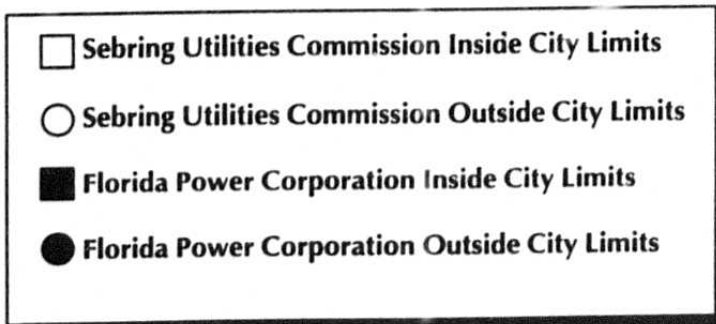 Sebring Utilities Commission Inside City Limits
Sebring Utilities Commission Outside City Limits
Florida Power Corporation Inside City Limits
Florida Power Corporation Outside City Limits